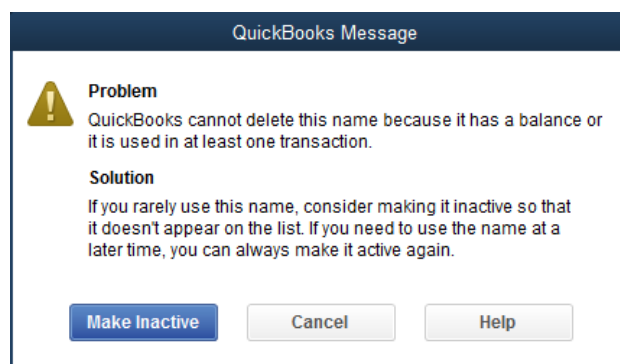 QuickBooks Message
Problem
QuickBooks cannot delete this name because it has a balance or
it is used in at least one transaction.
Solution
If you rarely use this name, consider making it inactive so that
it doesn't appear on the list. If you need to use the name at a
later time, you can always make it active again.
Make Inactive
Cancel
Help